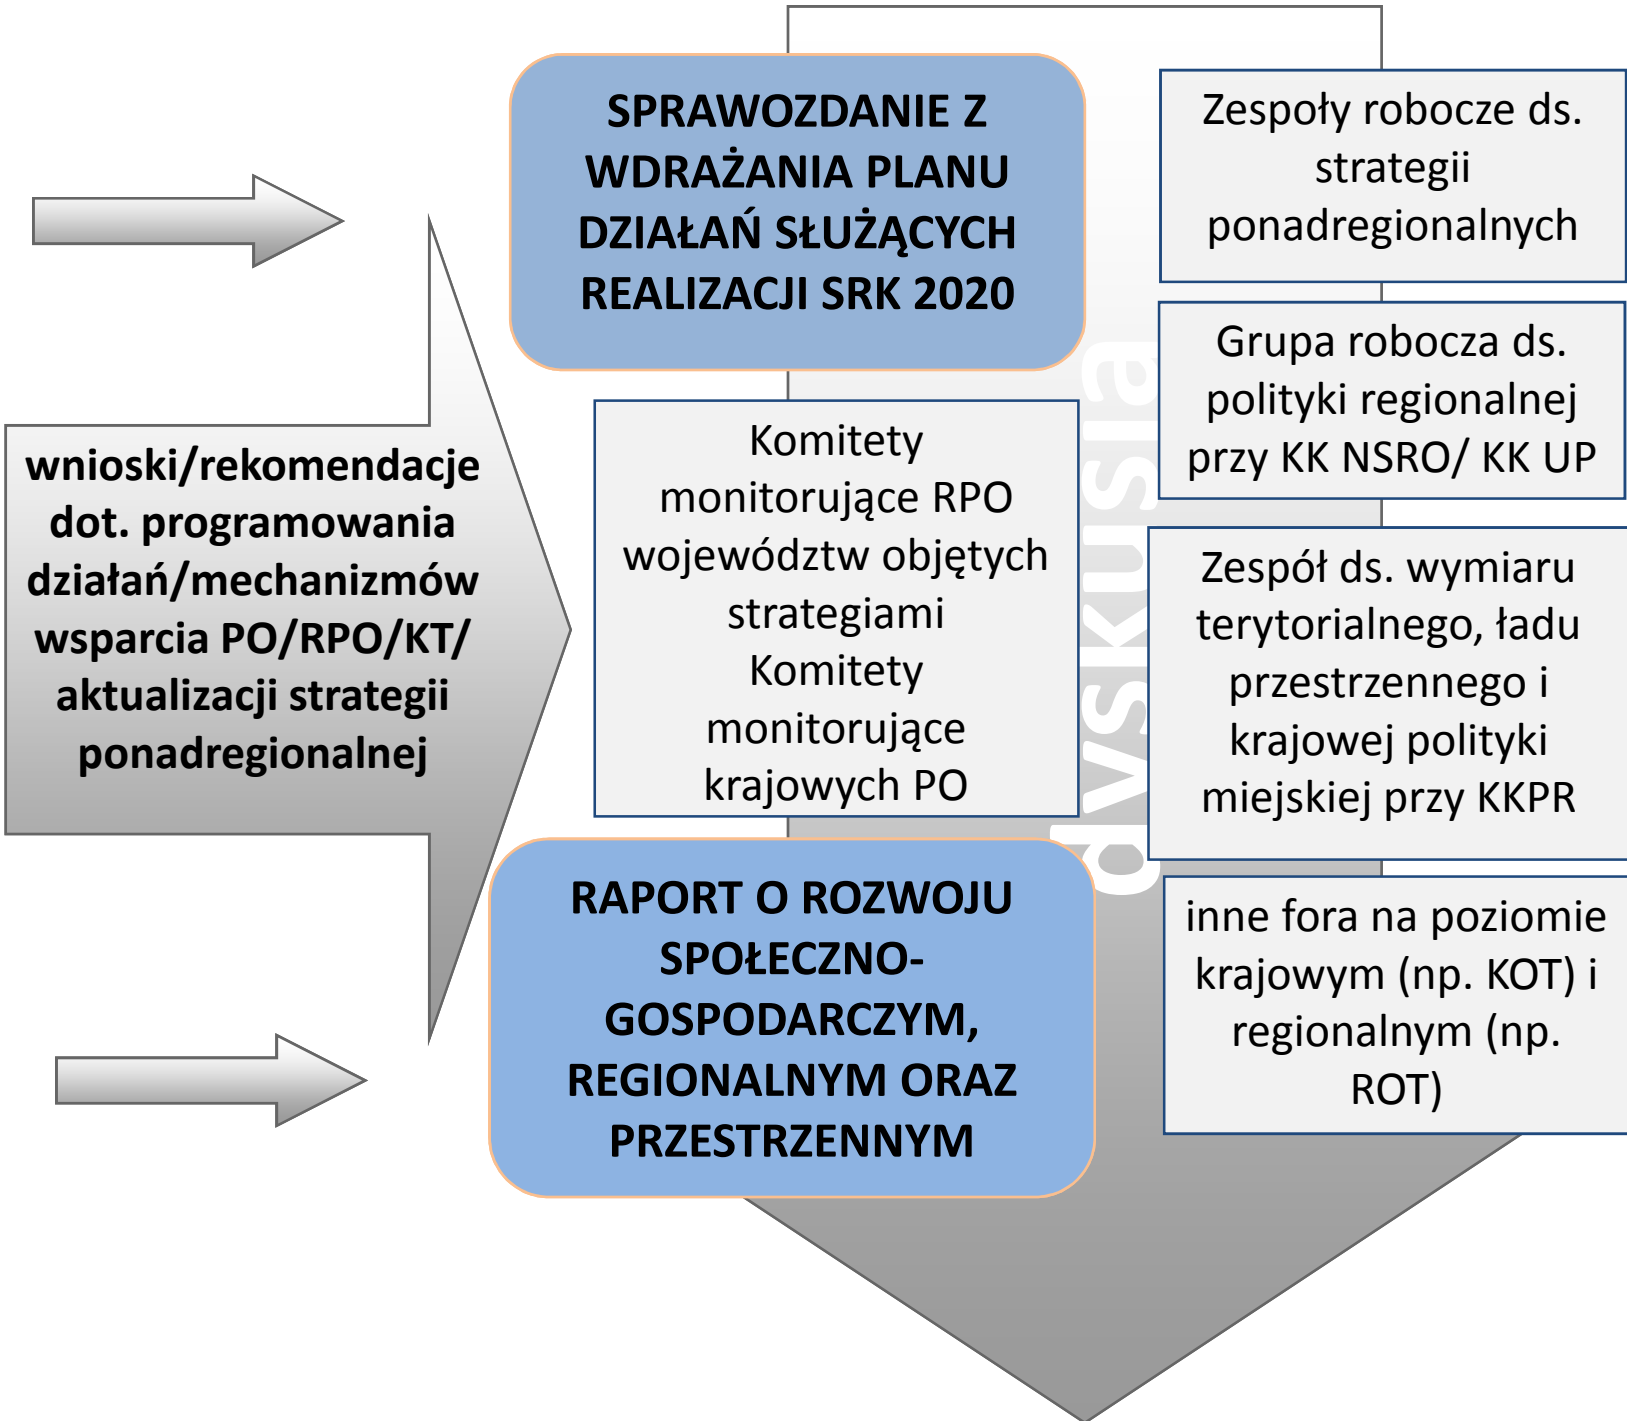 wnioski/rekomendacje
dot. programowania
działań/mechanizmów
wsparcia PO/RPO/KT/
aktualizacji strategii
ponadregionalnej
SPRAWOZDANIE Z
WDRAŻANIA PLANU
DZIAŁAŃ SŁUŻĄCYCH
REALIZACJI SRK 2020
Komitety
monitorujące RPO
województw objętych
strategiami
Komitety
monitorujące
krajowych PO
RAPORT O ROZWOJU
SPOŁECZNO-
GOSPODARCZYM,
REGIONALNYM ORAZ
PRZESTRZENNYM
dyskusja
Zespoły robocze ds.
strategii
ponadregionalnych
Grupa robocza ds.
polityki regionalnej
przy KK NSRO/ KK UP
Zespół ds. wymiaru
terytorialnego, ładu
przestrzennego i
krajowej polityki
miejskiej przy KKPR
inne fora na poziomie
krajowym (np. KOT) i
regionalnym (np.
ROT)